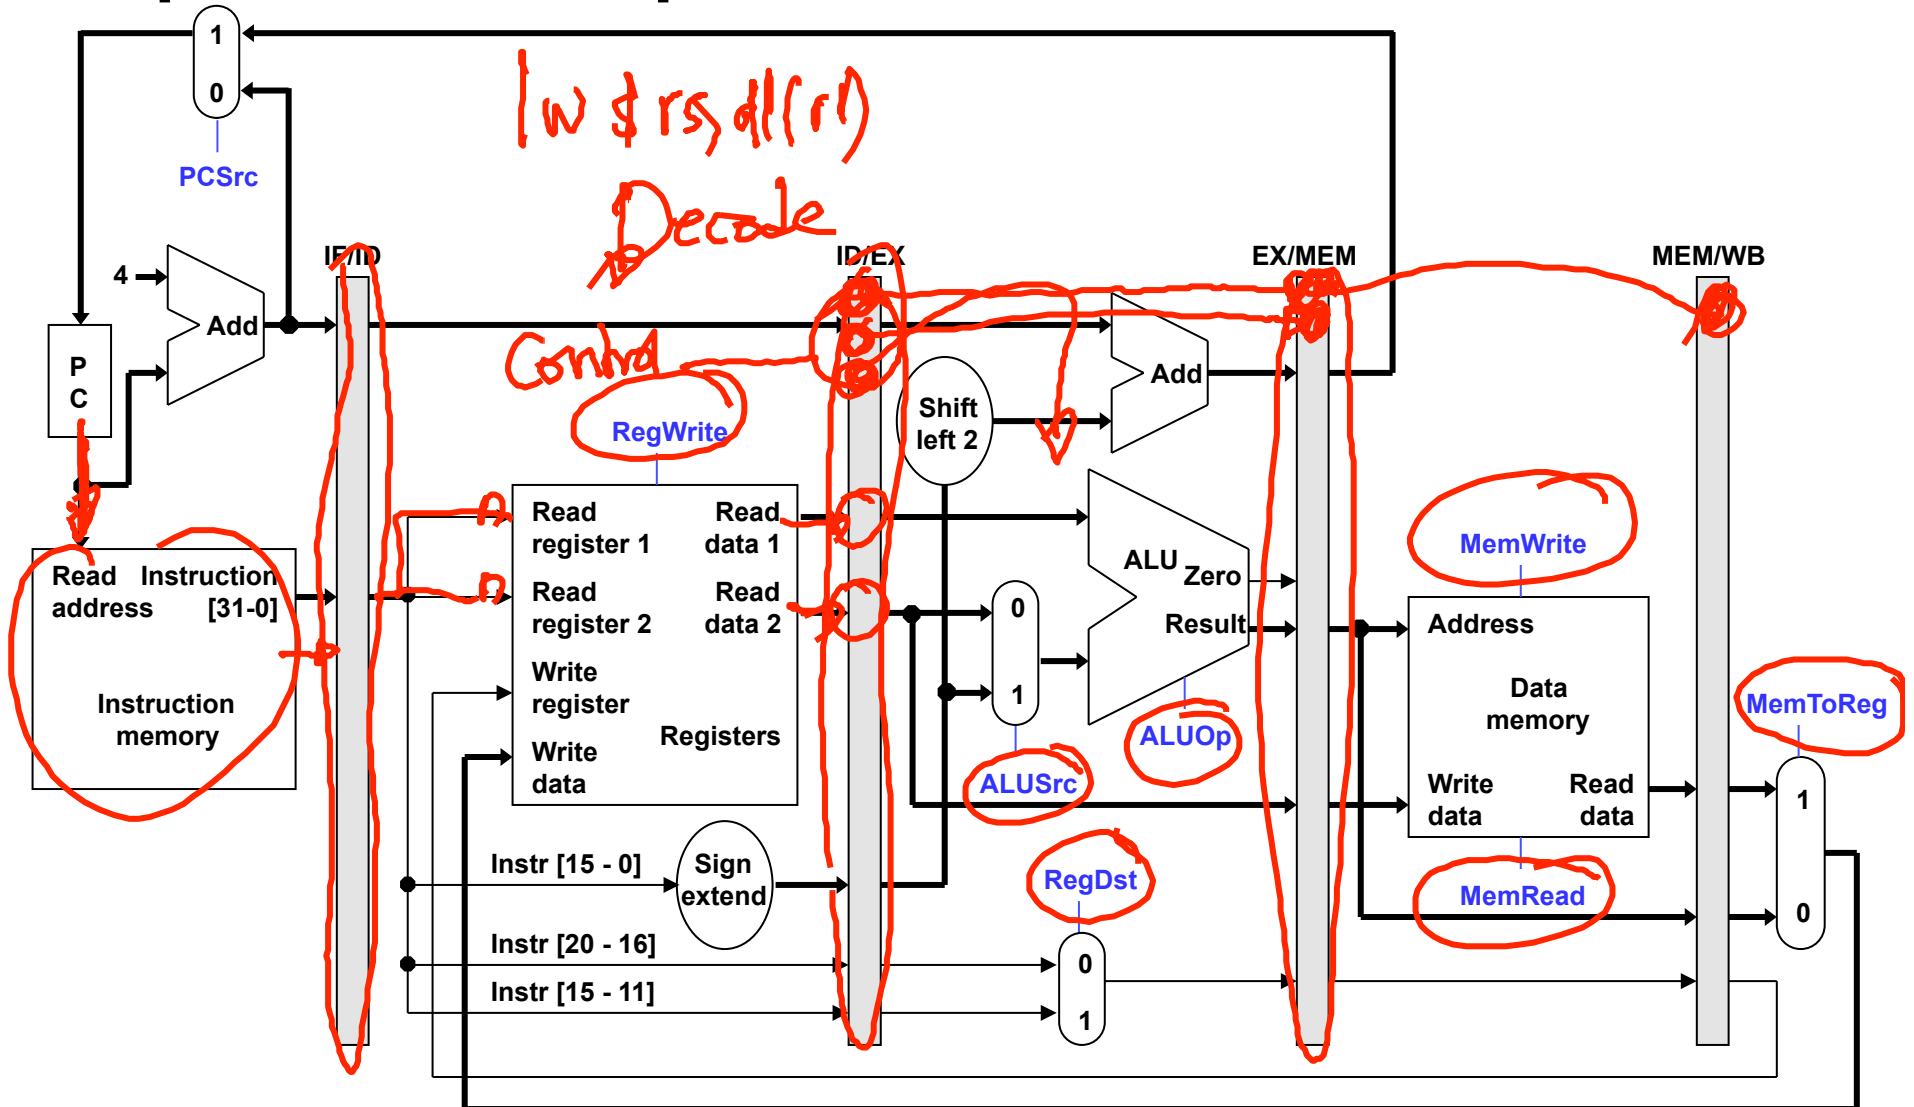 1
0
PCSrc
lw $rs, d1(r1)
Decode
IF/ID
ID/EX
EX/MEM
MEM/WB
4
Add
P
C
Control
RegWrite
Shift
left 2
Add
Read
address
Instruction
[31-0]
Instruction
memory
Read
register 1
Read
data 1
Read
register 2
Read
data 2
Write
register
Write
data
Registers
0
1
ALUSrc
ALU
Zero
Result
ALUOp
MemWrite
Address
Data
memory
Write
data
Read
data
MemRead
MemToReg
1
0
Instr [15 - 0]
Sign
extend
RegDst
Instr [20 - 16]
0
Instr [15 - 11]
1